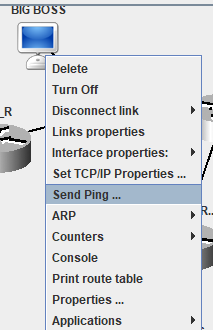 BIG BOSS
_R
Delete
Turn Off
Disconnect link
Links properties
Interface properties:
Set TCP/IP Properties ...
Send Ping ...
R..
ARP
Counters
Console
Print route table
Properties ...
Applications